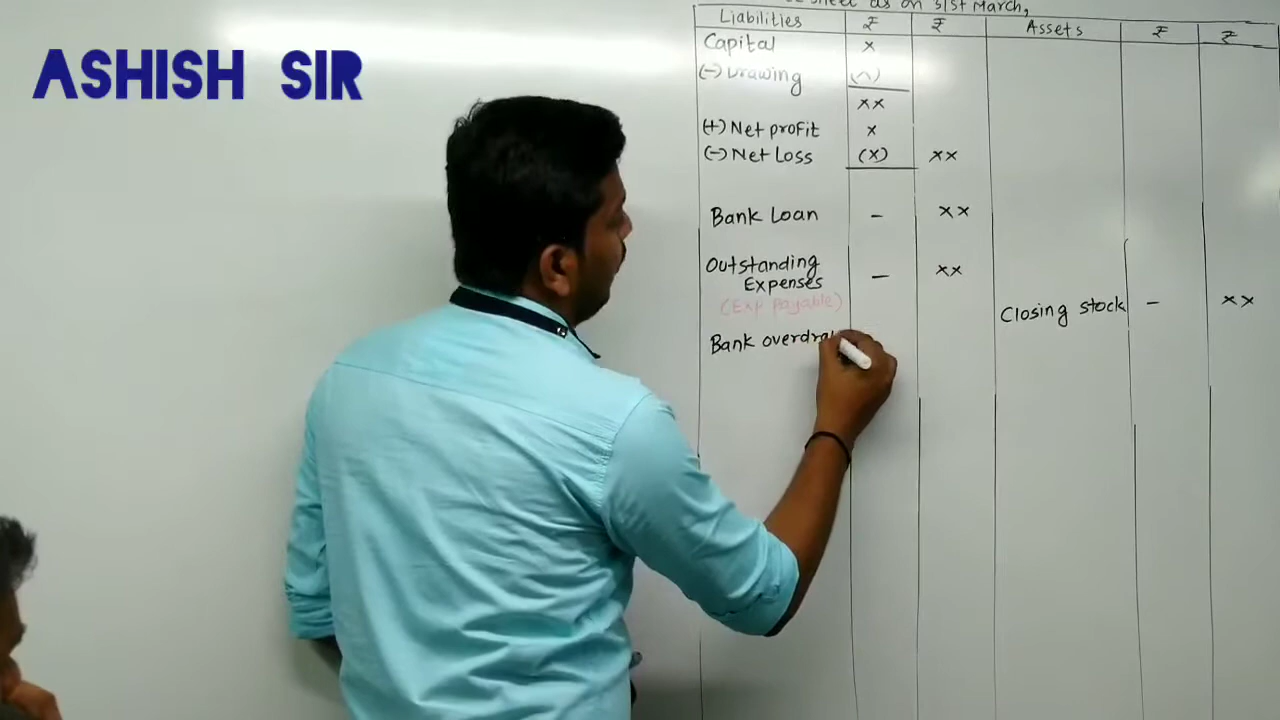 ASHISH SIR
sheet as on 31st March,
Liabilities ₹ ₹ Assets ₹ ₹
Capital x
(-) Drawing
xx
(+) Net profit x
(-) Net Loss (x) xx
Bank Loan - xx
Outstanding - xx
Expenses
(Exp payable)
Closing stock - xx
Bank overdra